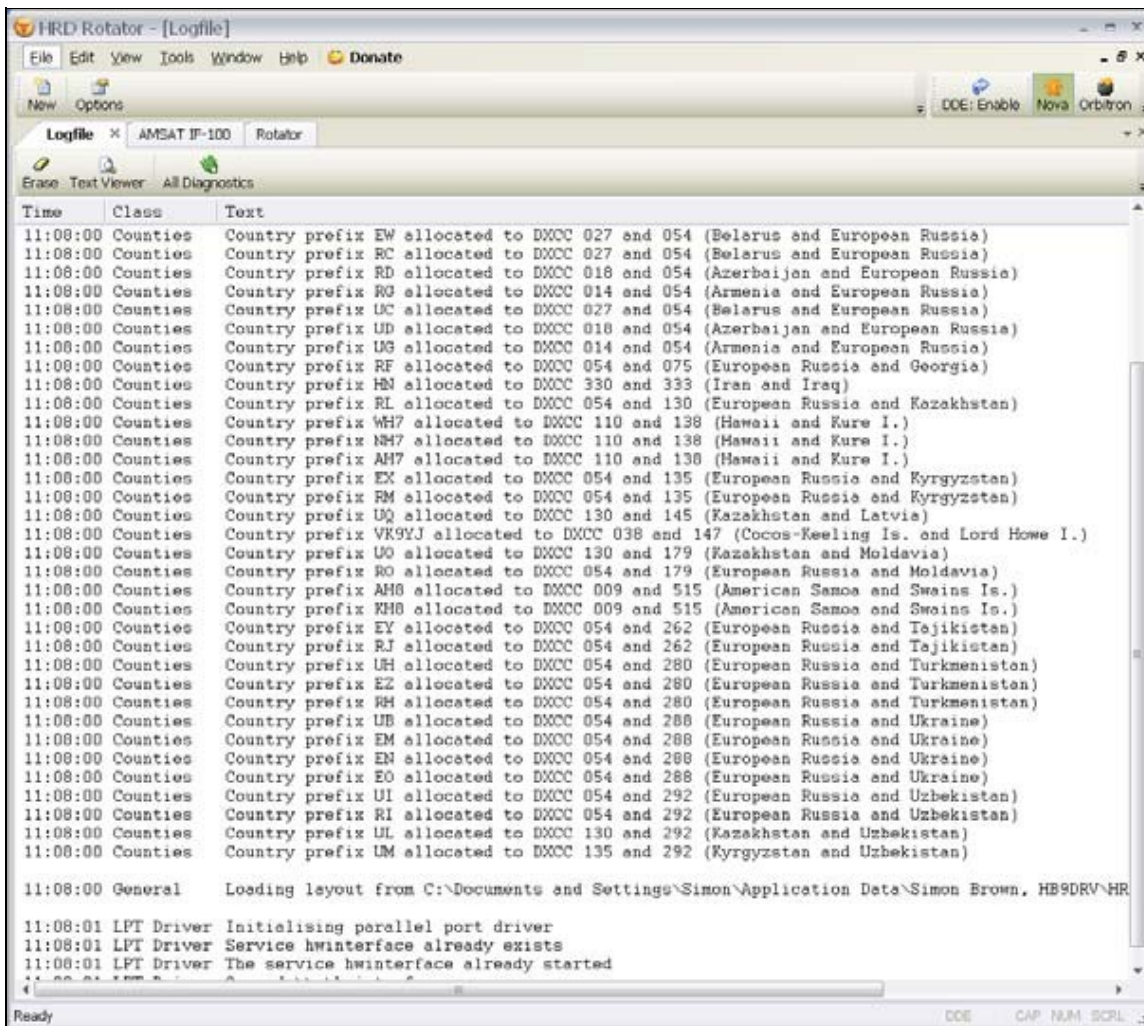 HRD Rotator - [Logfile]
File Edit View Tools Window Help Donate
New Options DDE: Enable Nova Orbitron
Logfile AMSAT IF-100 Rotator
Erase Text Viewer All Diagnostics
Time Class Text
11:08:00 Counties Country prefix EW allocated to DXCC 027 and 054 (Belarus and European Russia)
11:08:00 Counties Country prefix RC allocated to DXCC 027 and 054 (Belarus and European Russia)
11:08:00 Counties Country prefix RD allocated to DXCC 018 and 054 (Azerbaijan and European Russia)
11:08:00 Counties Country prefix RG allocated to DXCC 014 and 054 (Armenia and European Russia)
11:08:00 Counties Country prefix UC allocated to DXCC 027 and 054 (Belarus and European Russia)
11:08:00 Counties Country prefix UD allocated to DXCC 018 and 054 (Azerbaijan and European Russia)
11:08:00 Counties Country prefix UG allocated to DXCC 014 and 054 (Armenia and European Russia)
11:08:00 Counties Country prefix RF allocated to DXCC 054 and 075 (European Russia and Georgia)
11:08:00 Counties Country prefix HN allocated to DXCC 330 and 333 (Iran and Iraq)
11:08:00 Counties Country prefix RL allocated to DXCC 054 and 130 (European Russia and Kazakhstan)
11:08:00 Counties Country prefix WH7 allocated to DXCC 110 and 138 (Hawaii and Kure I.)
11:08:00 Counties Country prefix NH7 allocated to DXCC 110 and 138 (Hawaii and Kure I.)
11:08:00 Counties Country prefix AH7 allocated to DXCC 110 and 138 (Hawaii and Kure I.)
11:08:00 Counties Country prefix EX allocated to DXCC 054 and 135 (European Russia and Kyrgyzstan)
11:08:00 Counties Country prefix RM allocated to DXCC 054 and 135 (European Russia and Kyrgyzstan)
11:08:00 Counties Country prefix UQ allocated to DXCC 130 and 145 (Kazakhstan and Latvia)
11:08:00 Counties Country prefix VK9YJ allocated to DXCC 038 and 147 (Cocos-Keeling Is. and Lord Howe I.)
11:08:00 Counties Country prefix UO allocated to DXCC 130 and 179 (Kazakhstan and Moldavia)
11:08:00 Counties Country prefix RO allocated to DXCC 054 and 179 (European Russia and Moldavia)
11:08:00 Counties Country prefix AH8 allocated to DXCC 009 and 515 (American Samoa and Swains Is.)
11:08:00 Counties Country prefix KH8 allocated to DXCC 009 and 515 (American Samoa and Swains Is.)
11:08:00 Counties Country prefix EY allocated to DXCC 054 and 262 (European Russia and Tajikistan)
11:08:00 Counties Country prefix RJ allocated to DXCC 054 and 262 (European Russia and Tajikistan)
11:08:00 Counties Country prefix UH allocated to DXCC 054 and 280 (European Russia and Turkmenistan)
11:08:00 Counties Country prefix EZ allocated to DXCC 054 and 280 (European Russia and Turkmenistan)
11:08:00 Counties Country prefix RH allocated to DXCC 054 and 280 (European Russia and Turkmenistan)
11:08:00 Counties Country prefix UB allocated to DXCC 054 and 288 (European Russia and Ukraine)
11:08:00 Counties Country prefix EM allocated to DXCC 054 and 288 (European Russia and Ukraine)
11:08:00 Counties Country prefix EN allocated to DXCC 054 and 288 (European Russia and Ukraine)
11:08:00 Counties Country prefix EO allocated to DXCC 054 and 288 (European Russia and Ukraine)
11:08:00 Counties Country prefix UI allocated to DXCC 054 and 292 (European Russia and Uzbekistan)
11:08:00 Counties Country prefix RI allocated to DXCC 054 and 292 (European Russia and Uzbekistan)
11:08:00 Counties Country prefix UL allocated to DXCC 130 and 292 (Kazakhstan and Uzbekistan)
11:08:00 Counties Country prefix UM allocated to DXCC 135 and 292 (Kyrgyzstan and Uzbekistan)
11:08:00 General Loading layout from C:\Documents and Settings\Simon\Application Data\Simon Brown, HB9DRV\HR
11:08:01 LPT Driver Initialising parallel port driver
11:08:01 LPT Driver Service hwinterface already exists
11:08:01 LPT Driver The service hwinterface already started
Ready DDE CAP NUM SCRL